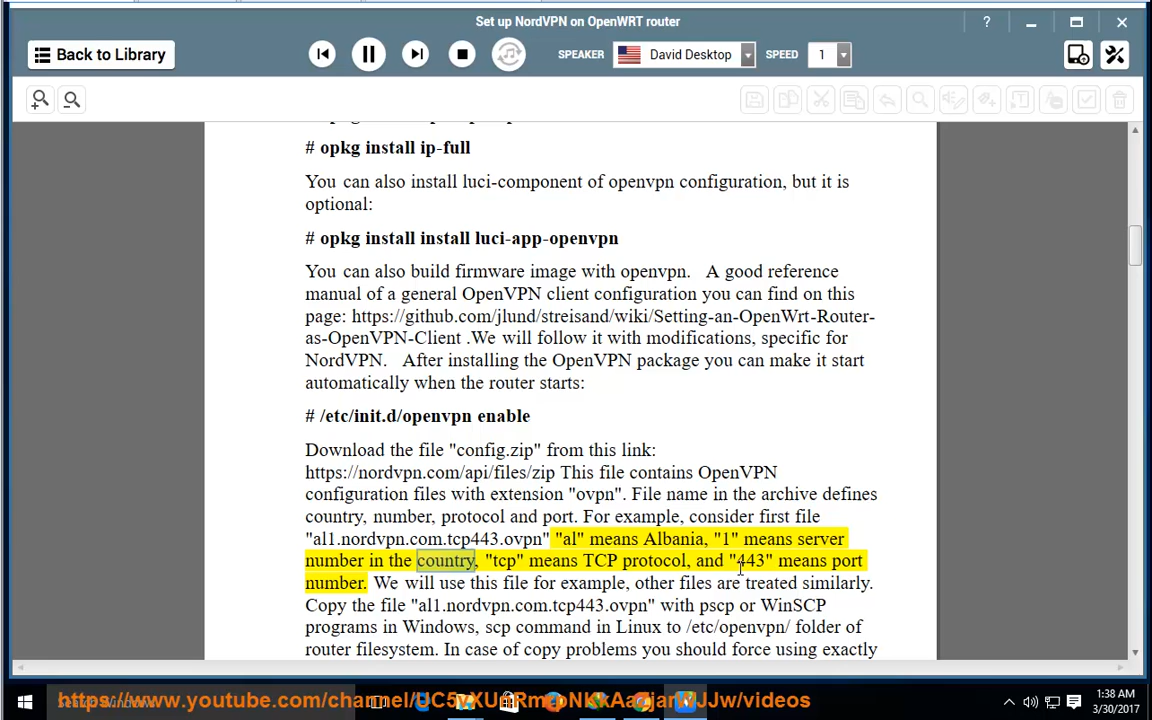 Set up NordVPN on OpenWRT router
?
Back to Library
SPEAKER
David Desktop
SPEED
1
# opkg install ip-full
You can also install luci-component of openvpn configuration, but it is
optional:
# opkg install install luci-app-openvpn
You can also build firmware image with openvpn. A good reference
manual of a general OpenVPN client configuration you can find on this
page: https://github.com/jlund/streisand/wiki/Setting-an-OpenWrt-Router-
as-OpenVPN-Client .We will follow it with modifications, specific for
NordVPN. After installing the OpenVPN package you can make it start
automatically when the router starts:
# /etc/init.d/openvpn enable
Download the file "config.zip" from this link:
https://nordvpn.com/api/files/zip This file contains OpenVPN
configuration files with extension "ovpn". File name in the archive defines
country, number, protocol and port. For example, consider first file
"al1.nordvpn.com.tcp443.ovpn" "al" means Albania, "1" means server
number in the country, "tcp" means TCP protocol, and "443" means port
number. We will use this file for example, other files are treated similarly.
Copy the file "al1.nordvpn.com.tcp443.ovpn" with pscp or WinSCP
programs in Windows, scp command in Linux to /etc/openvpn/ folder of
router filesystem. In case of copy problems you should force using exactly
1:38 AM
3/30/2017